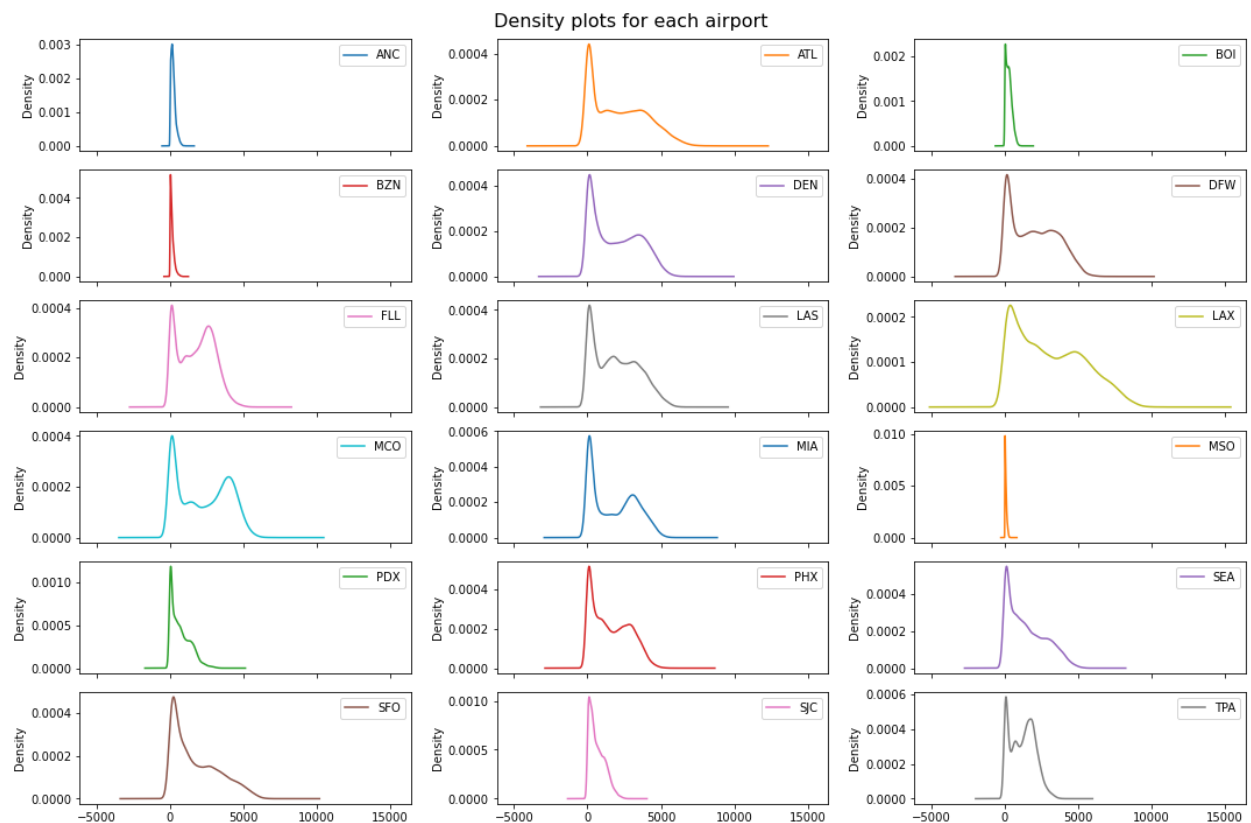 Density plots for each airport
0.003
0.002
0.001
0.000
Density
ANC
0.0004
0.0002
0.0000
Density
ATL
0.002
0.001
0.000
Density
BOI
0.004
0.002
0.000
Density
BZN
0.0004
0.0002
0.0000
Density
DEN
0.0004
0.0002
0.0000
Density
DFW
0.0004
0.0002
0.0000
Density
FLL
0.0004
0.0002
0.0000
Density
LAS
0.0002
0.0001
0.0000
Density
LAX
0.0004
0.0002
0.0000
Density
MCO
0.0006
0.0004
0.0002
0.0000
Density
MIA
0.010
0.005
0.000
Density
MSO
0.0010
0.0005
0.0000
Density
PDX
0.0004
0.0002
0.0000
Density
PHX
0.0004
0.0002
0.0000
Density
SEA
0.0004
0.0002
0.0000
Density
SFO
−5000 0 5000 10000 15000
0.0010
0.0005
0.0000
Density
SJC
−5000 0 5000 10000 15000
0.0006
0.0004
0.0002
0.0000
Density
TPA
−5000 0 5000 10000 15000